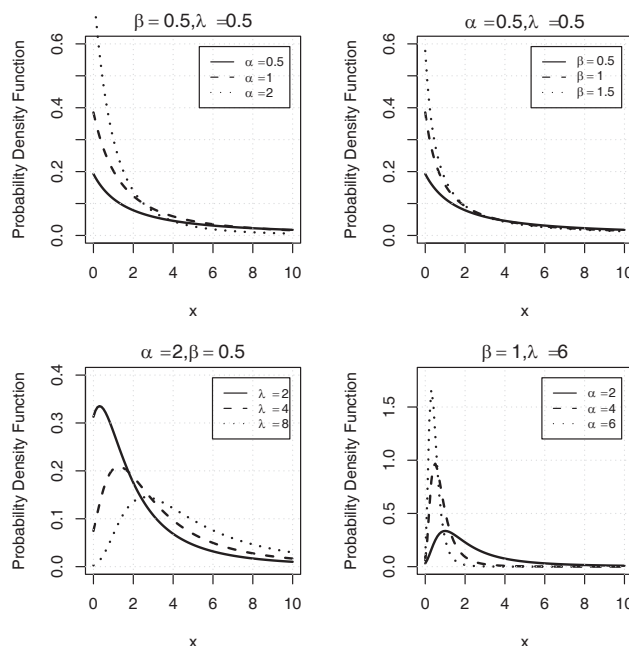 β = 0.5,λ = 0.5
Probability Density Function
0.0 0.2 0.4 0.6
α = 0.5
α = 1
α = 2
0 2 4 6 8 10
x
α = 0.5,λ = 0.5
Probability Density Function
0.0 0.2 0.4 0.6
β = 0.5
β = 1
β = 1.5
0 2 4 6 8 10
x
α = 2,β = 0.5
Probability Density Function
0.0 0.1 0.2 0.3 0.4
λ = 2
λ = 4
λ = 8
0 2 4 6 8 10
x
β = 1,λ = 6
Probability Density Function
0.0 0.5 1.0 1.5
α = 2
α = 4
α = 6
0 2 4 6 8 10
x